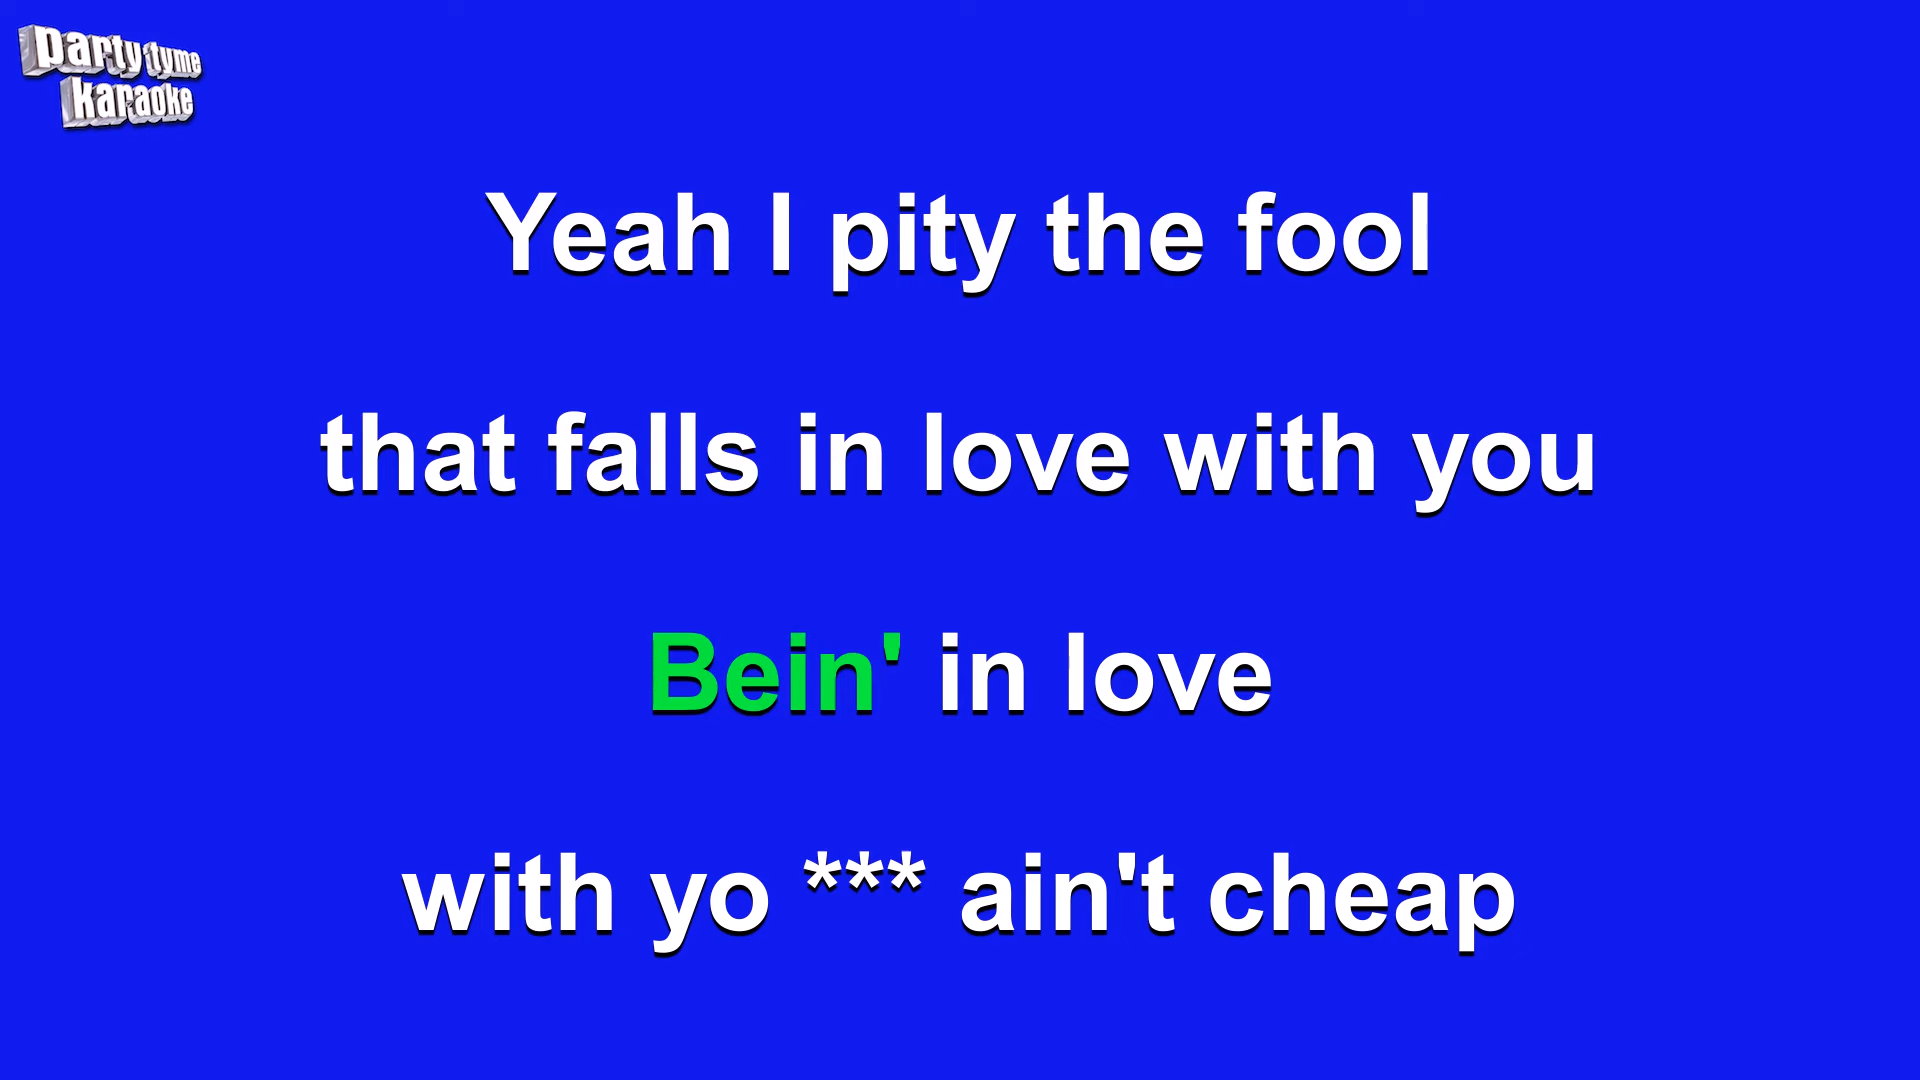 party tyme
karaoke
Yeah I pity the fool
that falls in love with you
Bein' in love
with yo *** ain't cheap